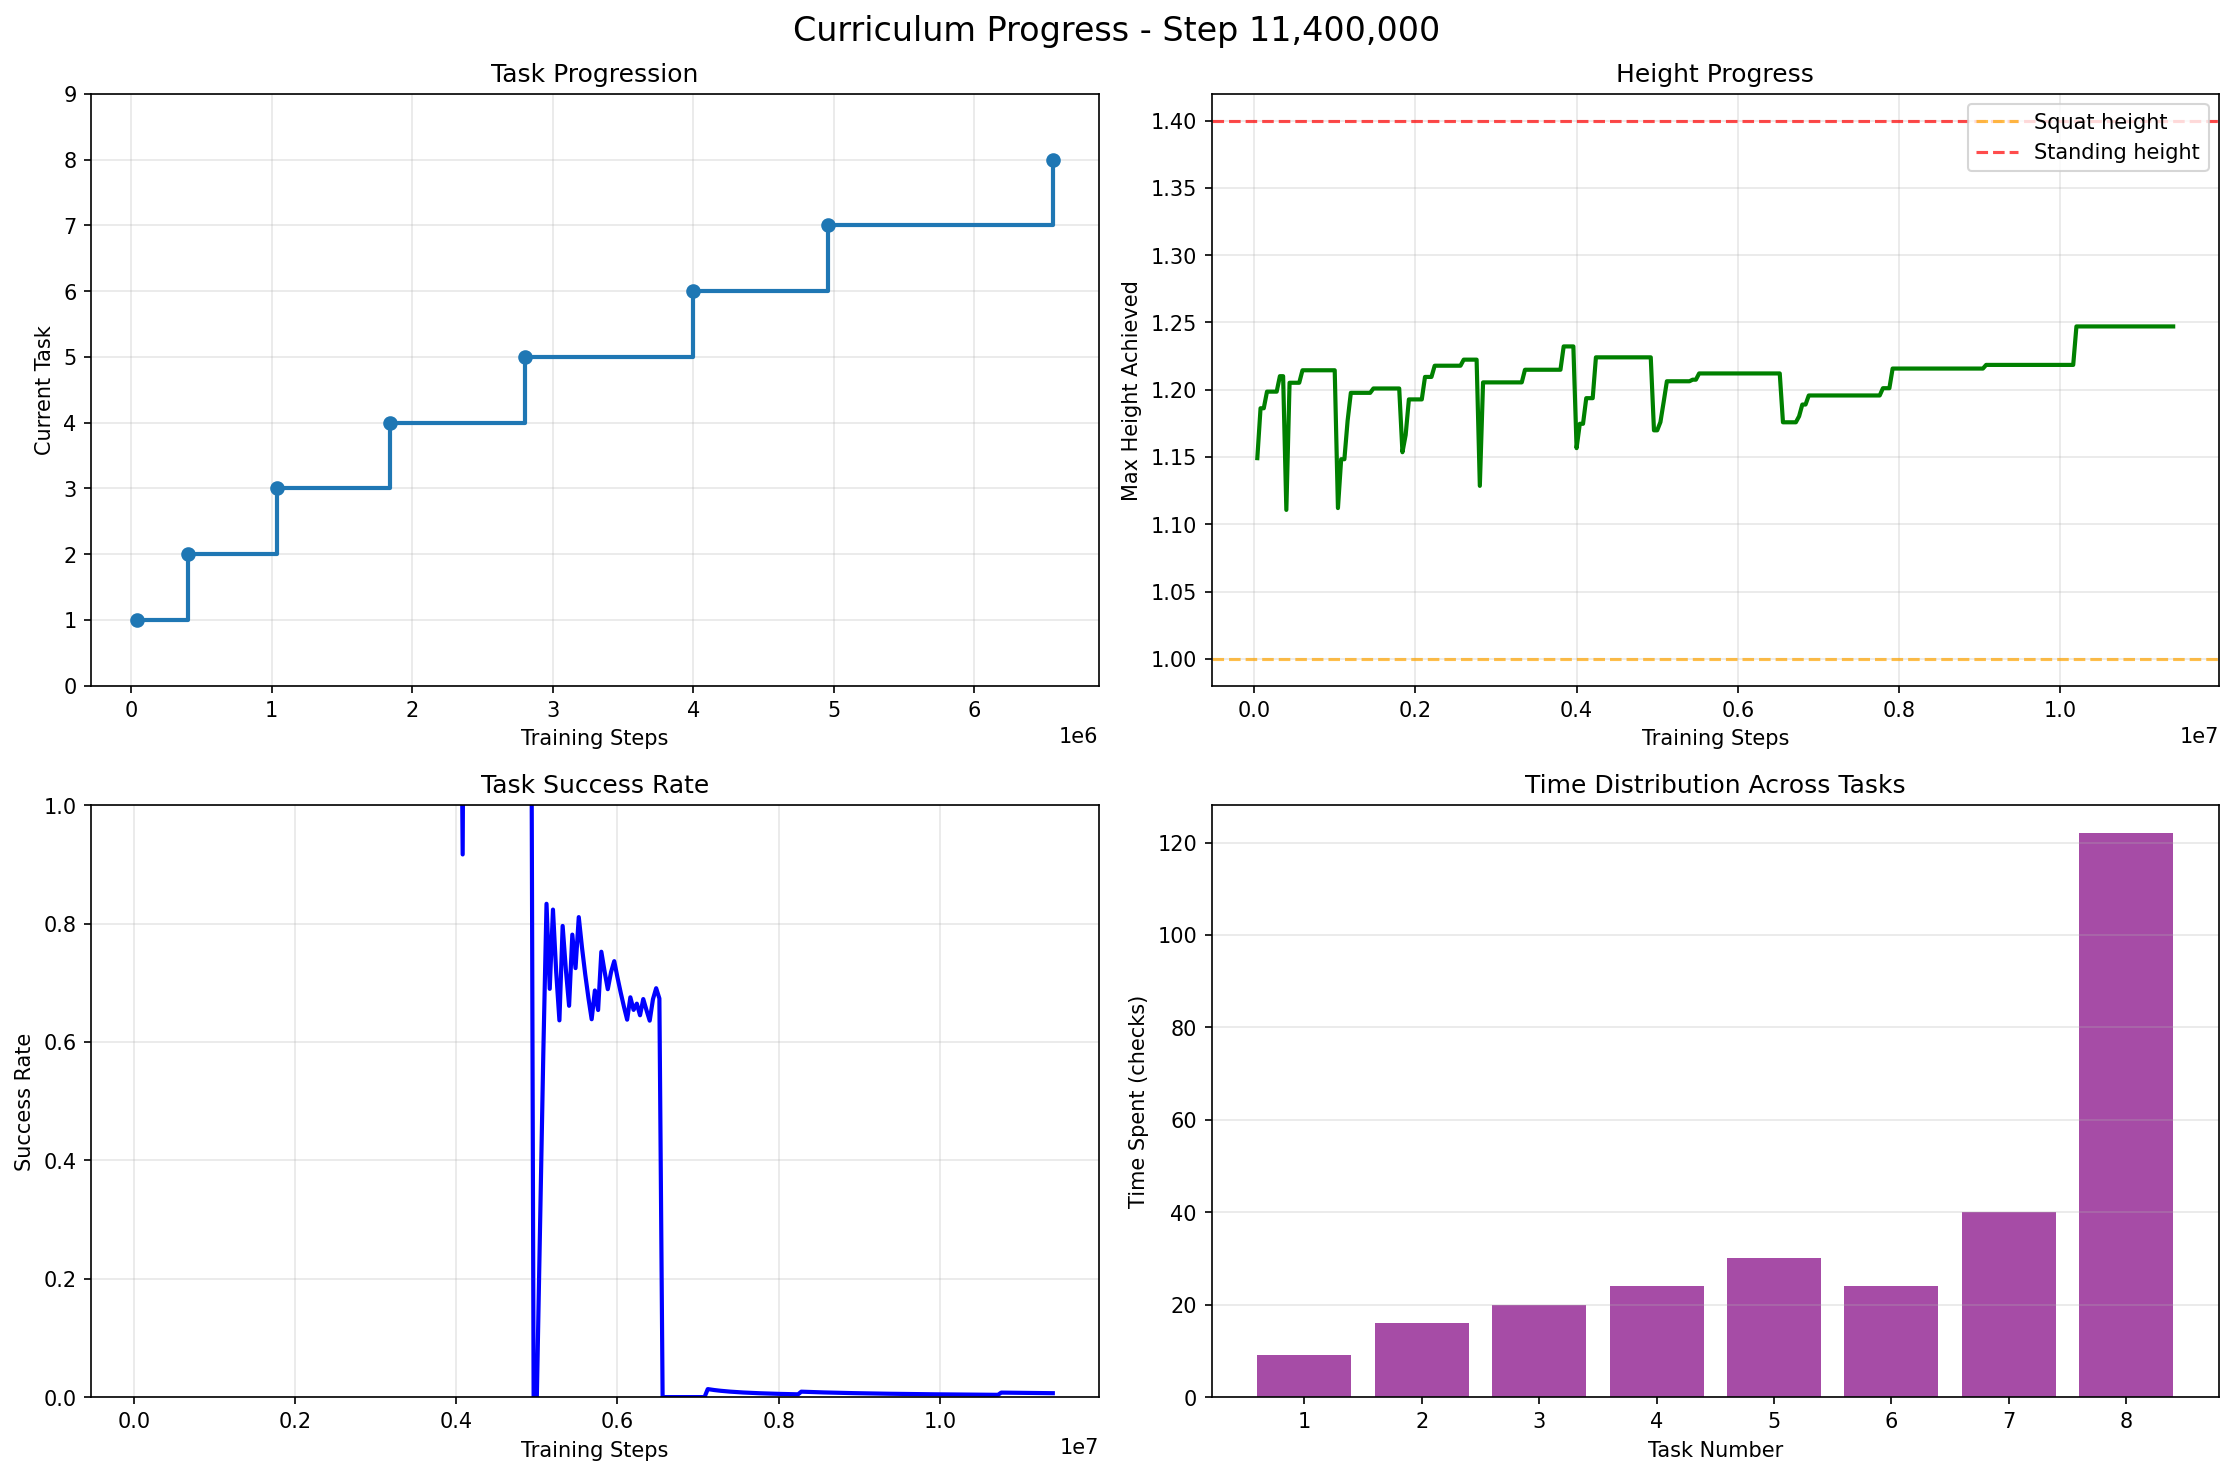 Curriculum Progress - Step 11,400,000
Task Progression
Current Task
9
8
7
6
5
4
3
2
1
0
0 1 2 3 4 5 6
1e6
Training Steps
Height Progress
Max Height Achieved
1.40
1.35
1.30
1.25
1.20
1.15
1.10
1.05
1.00
Squat height
Standing height
0.0 0.2 0.4 0.6 0.8 1.0
1e7
Training Steps
Task Success Rate
Success Rate
1.0
0.8
0.6
0.4
0.2
0.0
0.0 0.2 0.4 0.6 0.8 1.0
1e7
Training Steps
Time Distribution Across Tasks
Time Spent (checks)
120
100
80
60
40
20
0
1 2 3 4 5 6 7 8
Task Number